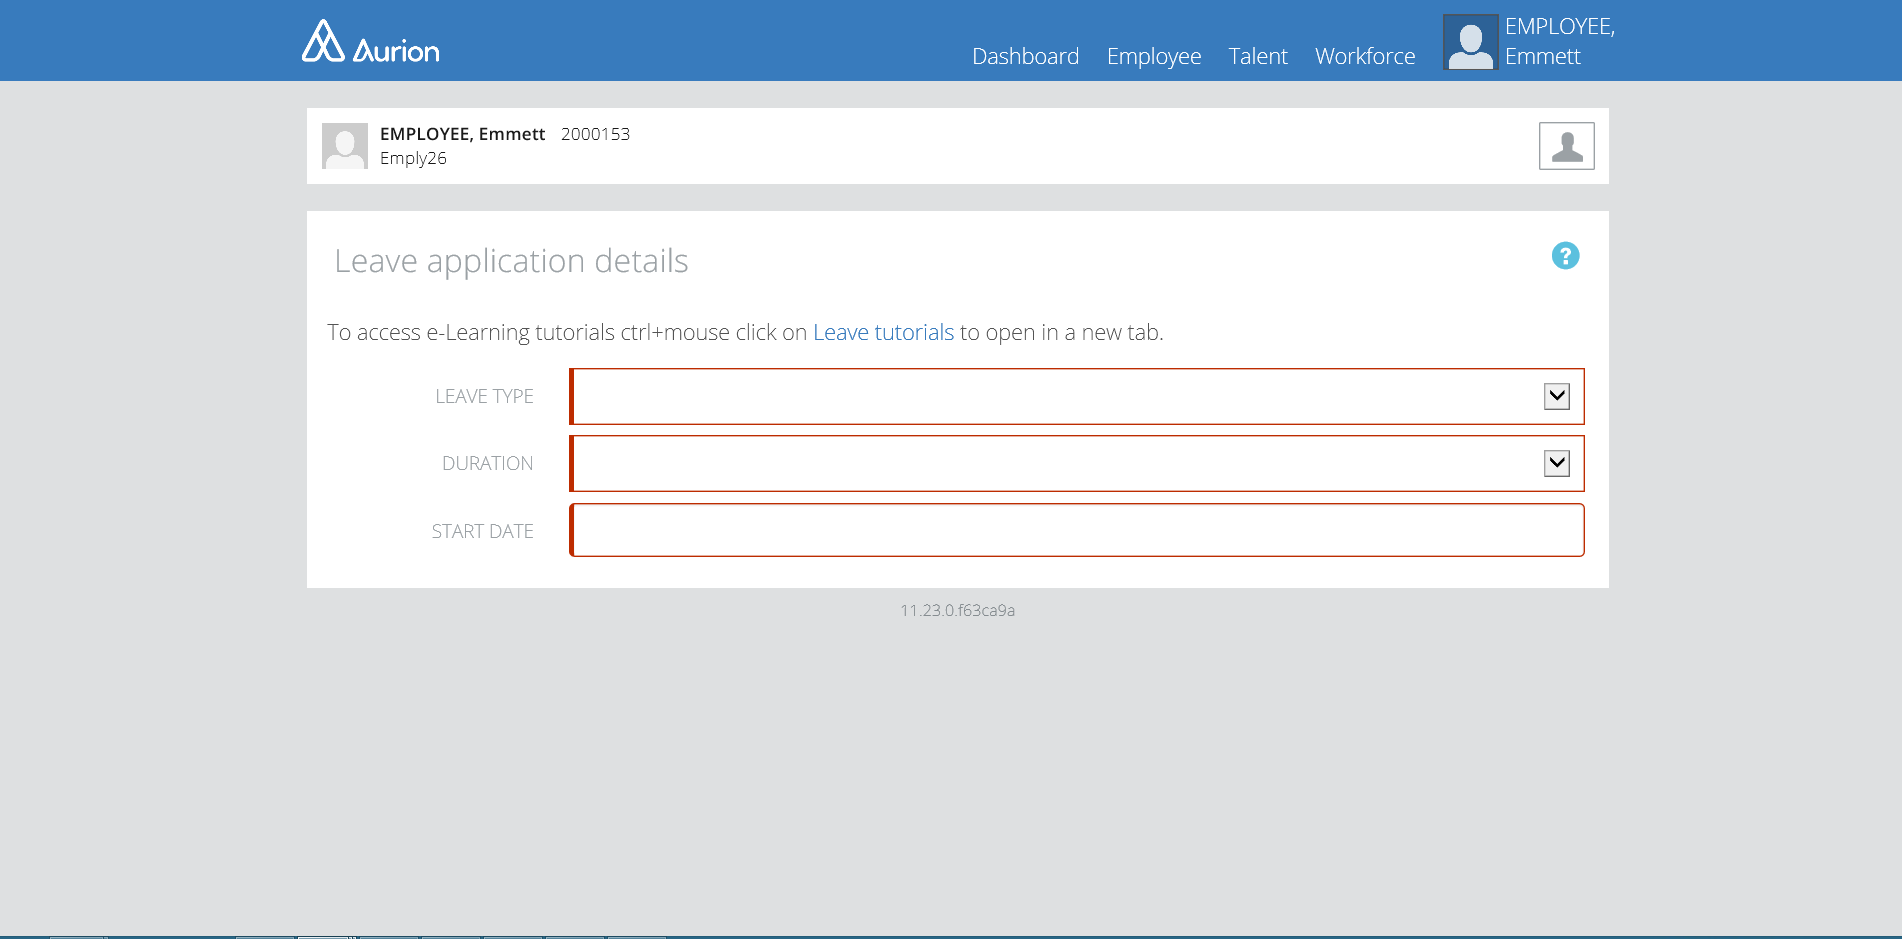 Aurion
Dashboard Employee Talent Workforce
EMPLOYEE,
Emmett
EMPLOYEE, Emmett 2000153
Emply26
Leave application details
?
To access e-Learning tutorials ctrl+mouse click on Leave tutorials to open in a new tab.
LEAVE TYPE
DURATION
START DATE
11.23.0.f63ca9a